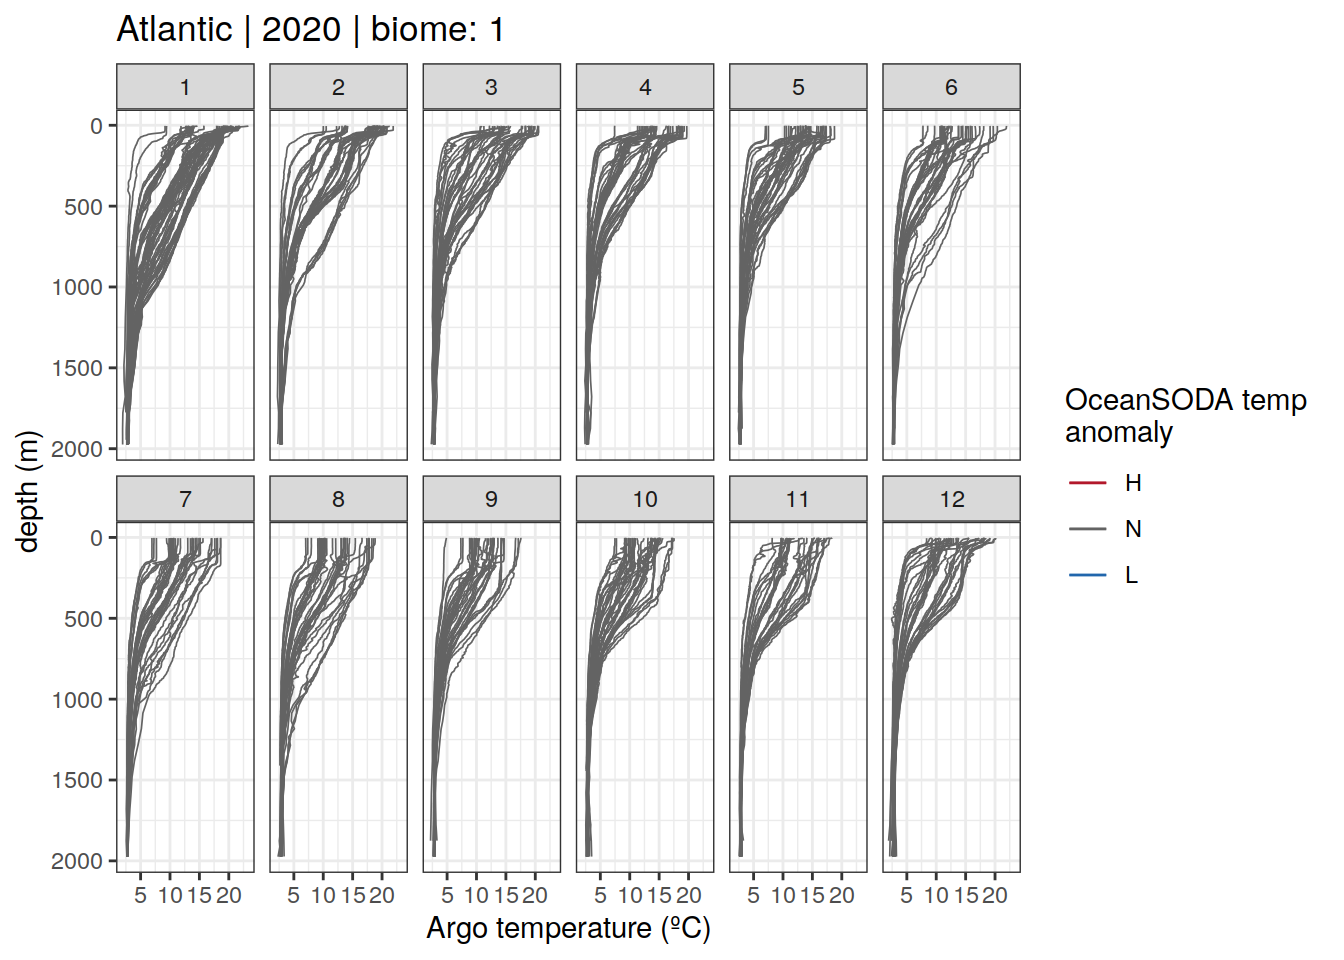 Atlantic | 2020 | biome: 1
1 2 3 4 5 6
0
500
1000
1500
2000
7 8 9 10 11 12
0
500
1000
1500
2000
5 10 15 20 5 10 15 20 5 10 15 20 5 10 15 20 5 10 15 20 5 10 15 20
Argo temperature (ºC)
depth (m)
OceanSODA temp
anomaly
H
N
L